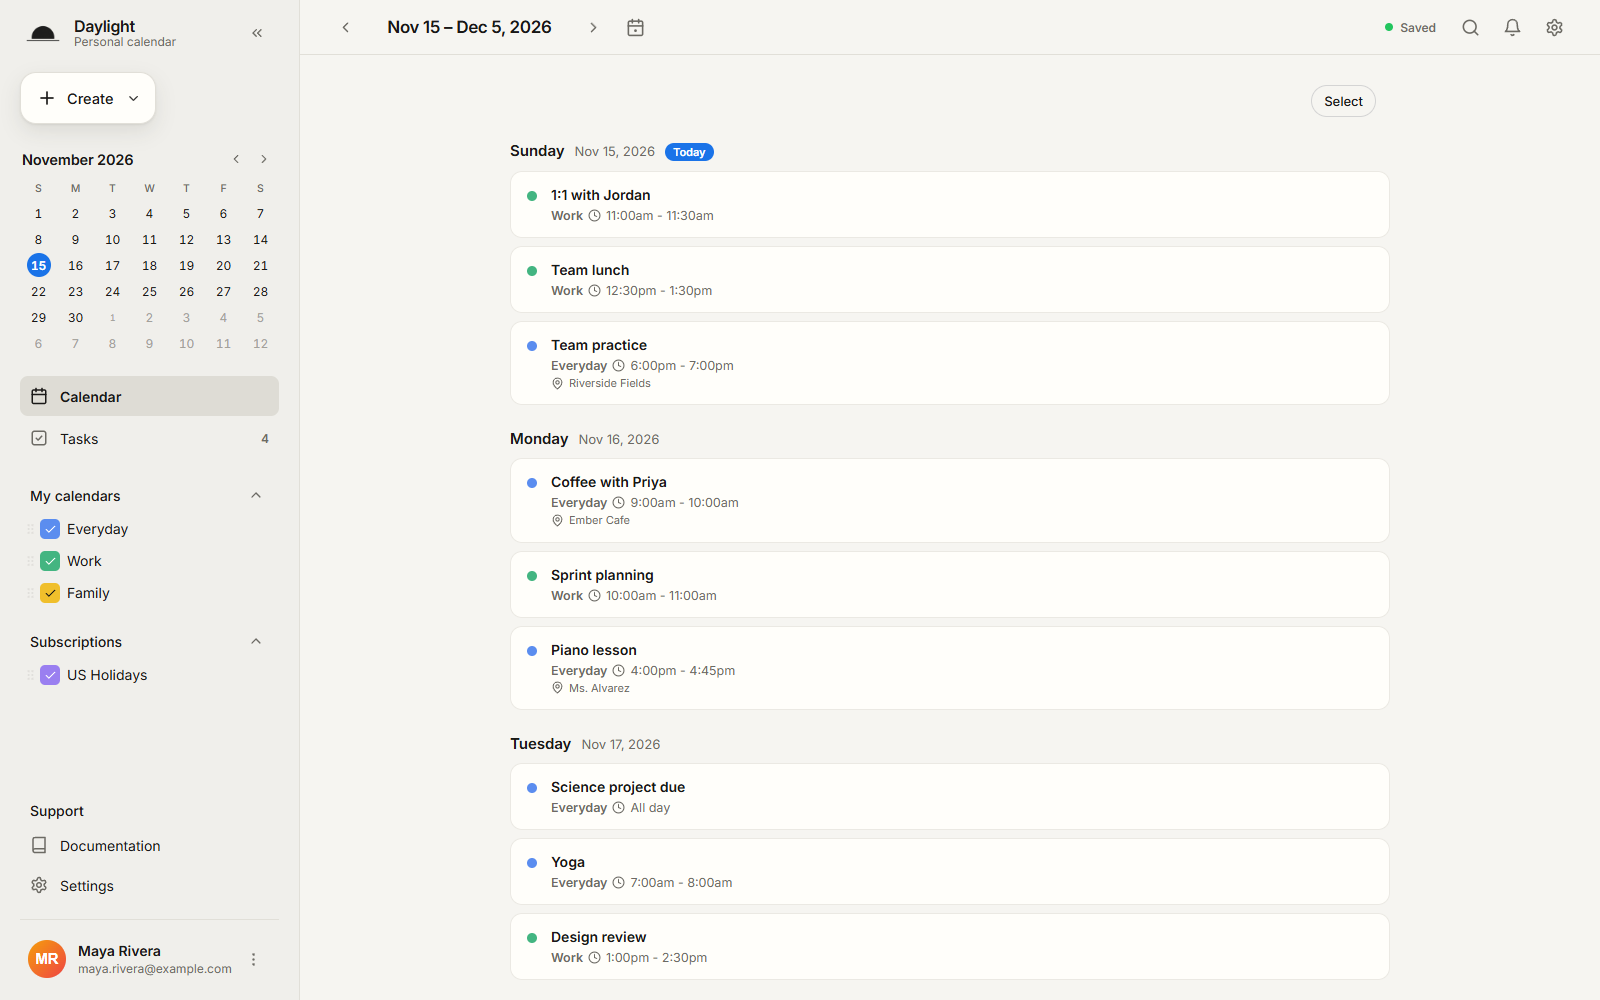 Daylight
Personal calendar
Create
November 2026
S M T W T F S
1 2 3 4 5 6 7
8 9 10 11 12 13 14
15 16 17 18 19 20 21
22 23 24 25 26 27 28
29 30 1 2 3 4 5
6 7 8 9 10 11 12
Calendar
Tasks 4
My calendars
Everyday
Work
Family
Subscriptions
US Holidays
Support
Documentation
Settings
MR
Maya Rivera
maya.rivera@example.com
Nov 15 – Dec 5, 2026
Saved
Select
Sunday Nov 15, 2026 Today
1:1 with Jordan
Work 11:00am - 11:30am
Team lunch
Work 12:30pm - 1:30pm
Team practice
Everyday 6:00pm - 7:00pm
Riverside Fields
Monday Nov 16, 2026
Coffee with Priya
Everyday 9:00am - 10:00am
Ember Cafe
Sprint planning
Work 10:00am - 11:00am
Piano lesson
Everyday 4:00pm - 4:45pm
Ms. Alvarez
Tuesday Nov 17, 2026
Science project due
Everyday All day
Yoga
Everyday 7:00am - 8:00am
Design review
Work 1:00pm - 2:30pm